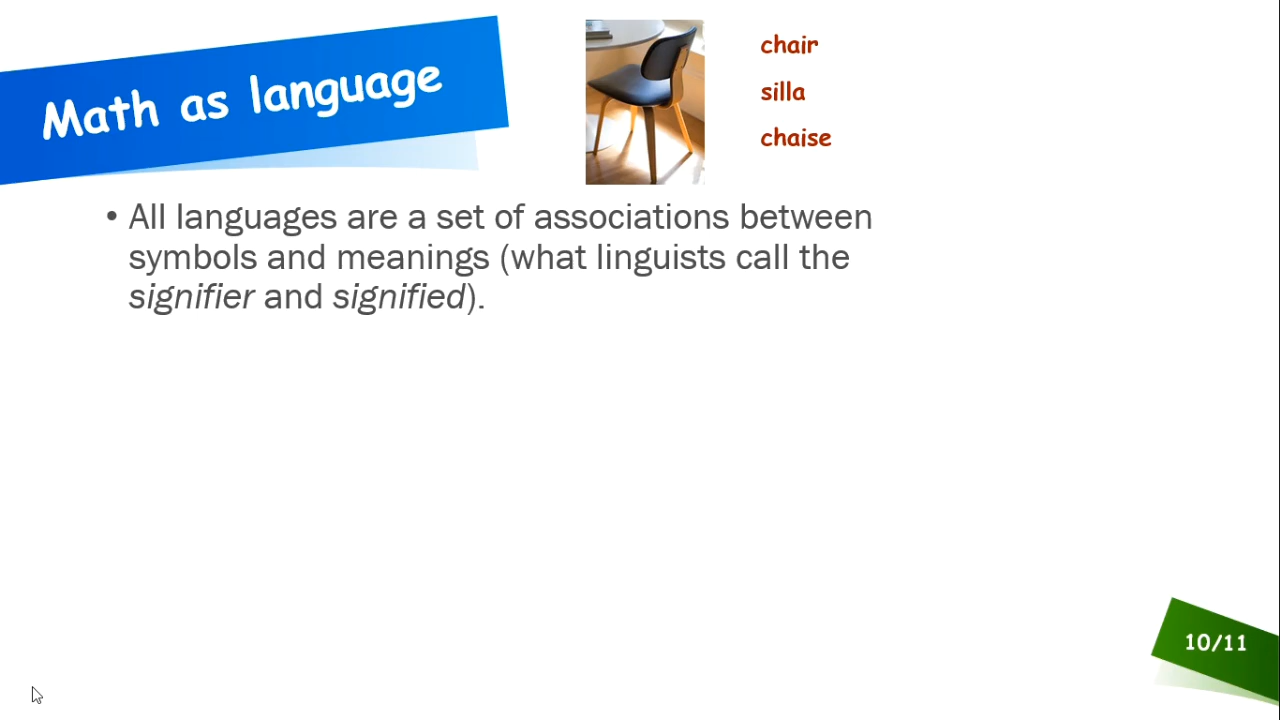 Math as language
chair
silla
chaise
• All languages are a set of associations between
symbols and meanings (what linguists call the
signifier and signified).
10/11